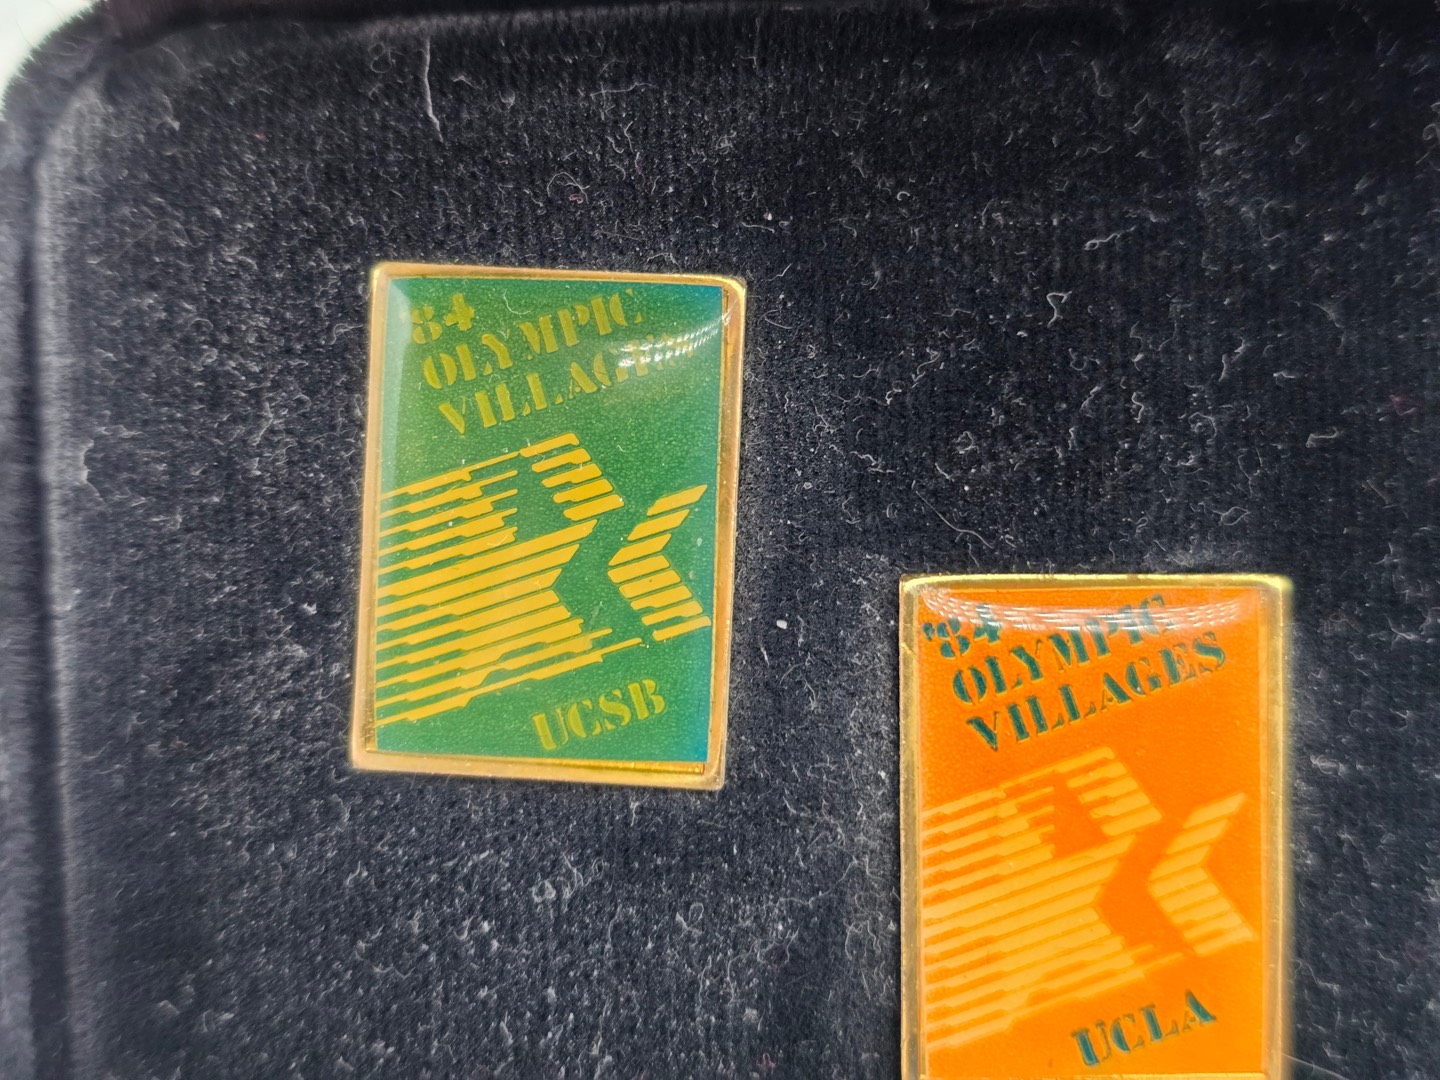 '84
OLYMPIC
VILLAGES
UCSB
'84
OLYMPIC
VILLAGES
UCLA